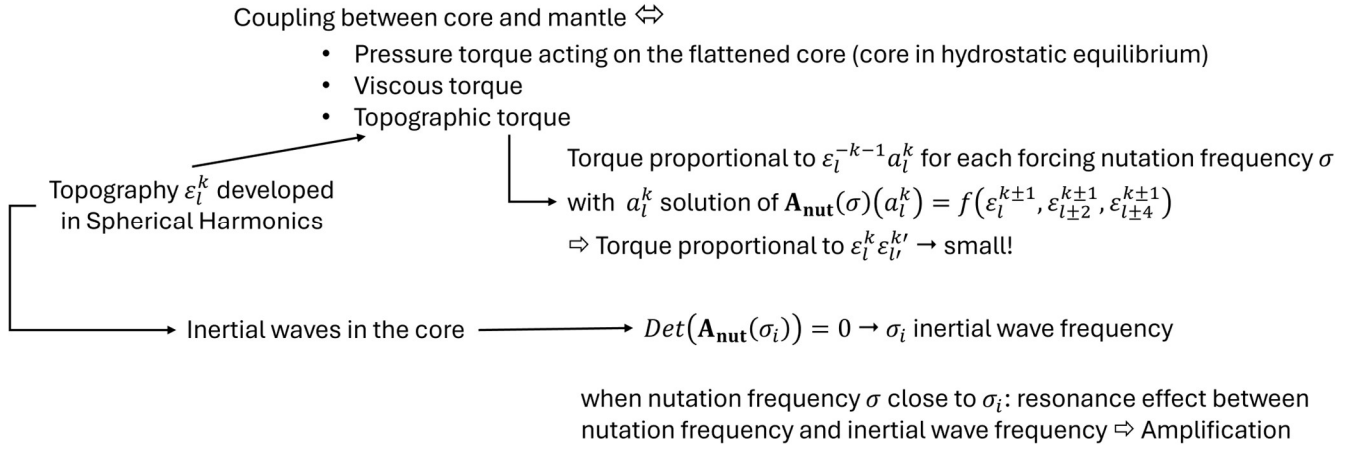 Coupling between core and mantle ⇔
• Pressure torque acting on the flattened core (core in hydrostatic equilibrium)
• Viscous torque
• Topographic torque
Topography ε_l^k developed
in Spherical Harmonics
Torque proportional to ε_l^{-k-1} a_l^k for each forcing nutation frequency σ
with a_l^k solution of A_nut(σ)(a_l^k) = f(ε_l^{k±1}, ε_{l±2}^{k±1}, ε_{l±4}^{k±1})
⇨ Torque proportional to ε_l^k ε_{l′}^{k′} → small!
Inertial waves in the core
Det(A_nut(σ_i)) = 0 → σ_i inertial wave frequency
when nutation frequency σ close to σ_i: resonance effect between
nutation frequency and inertial wave frequency ⇨ Amplification